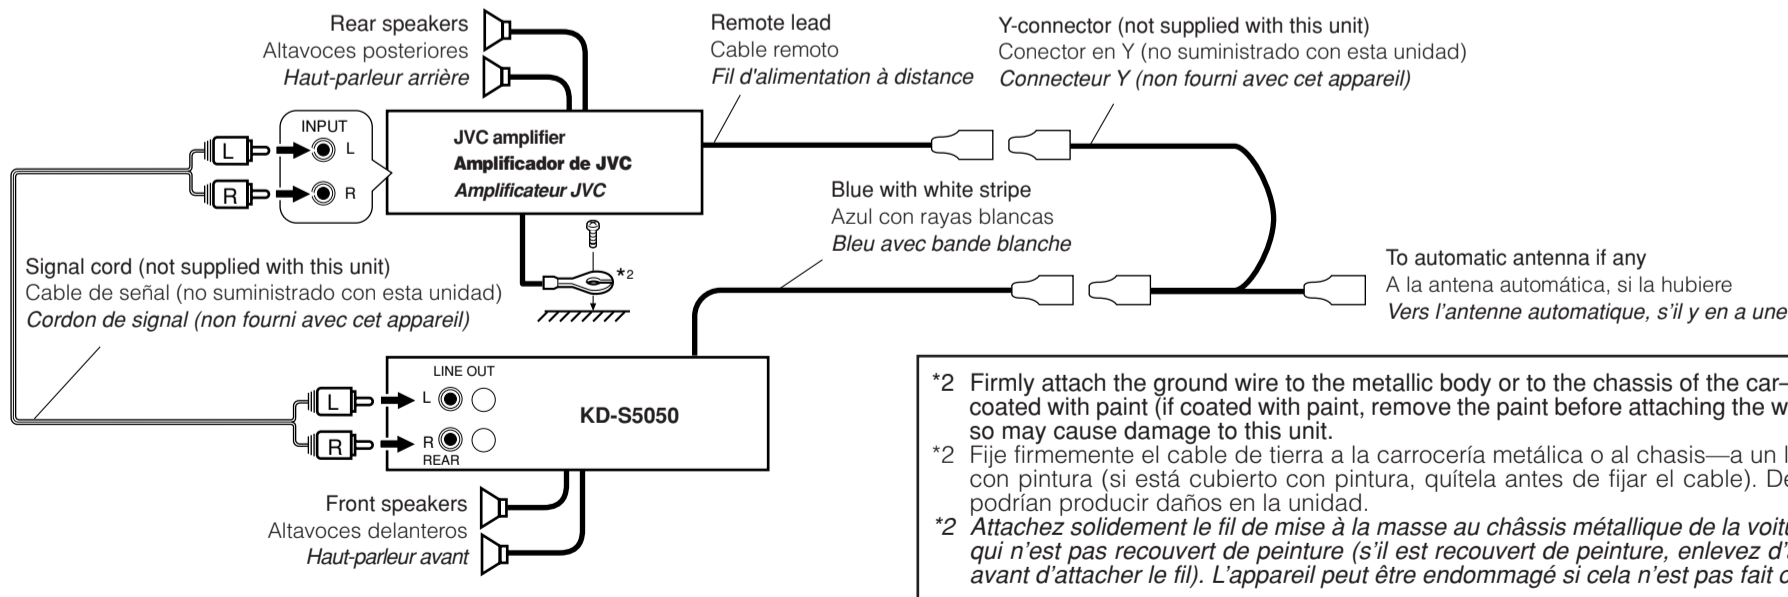 Rear speakers
Altavoces posteriores
Haut-parleur arrière
Remote lead
Cable remoto
Fil d'alimentation à distance
Y-connector (not supplied with this unit)
Conector en Y (no suministrado con esta unidad)
Connecteur Y (non fourni avec cet appareil)
INPUT
L
L
R
R
JVC amplifier
Amplificador de JVC
Amplificateur JVC
Blue with white stripe
Azul con rayas blancas
Bleu avec bande blanche
*2
Signal cord (not supplied with this unit)
Cable de señal (no suministrado con esta unidad)
Cordon de signal (non fourni avec cet appareil)
To automatic antenna if any
A la antena automática, si la hubiere
Vers l'antenne automatique, s'il y en a une
LINE OUT
L
L
R
R
REAR
KD-S5050
Front speakers
Altavoces delanteros
Haut-parleur avant
*2 Firmly attach the ground wire to the metallic body or to the chassis of the car—
coated with paint (if coated with paint, remove the paint before attaching the w
so may cause damage to this unit.
*2 Fije firmemente el cable de tierra a la carrocería metálica o al chasis—a un l
con pintura (si está cubierto con pintura, quítela antes de fijar el cable). De
podrían producir daños en la unidad.
*2 Attachez solidement le fil de mise à la masse au châssis métallique de la voitu
qui n'est pas recouvert de peinture (s'il est recouvert de peinture, enlevez d'a
avant d'attacher le fil). L'appareil peut être endommagé si cela n'est pas fait c